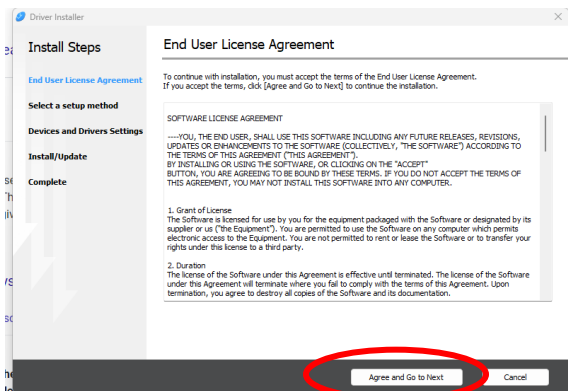 Driver Installer
Install Steps
End User License Agreement
Select a setup method
Devices and Drivers Settings
Install/Update
Complete
End User License Agreement
To continue with installation, you must accept the terms of the End User License Agreement.
If you accept the terms, click [Agree and Go to Next] to continue the installation.
SOFTWARE LICENSE AGREEMENT
----YOU, THE END USER, SHALL USE THIS SOFTWARE INCLUDING ANY FUTURE RELEASES, REVISIONS,
UPDATES OR ENHANCEMENTS TO THE SOFTWARE (COLLECTIVELY, "THE SOFTWARE") ACCORDING TO
THE TERMS OF THIS AGREEMENT ("THIS AGREEMENT").
BY INSTALLING OR USING THE SOFTWARE, OR CLICKING ON THE "ACCEPT"
BUTTON, YOU ARE AGREEING TO BE BOUND BY THESE TERMS. IF YOU DO NOT ACCEPT THE TERMS OF
THIS AGREEMENT, YOU MAY NOT INSTALL THIS SOFTWARE INTO ANY COMPUTER.
1. Grant of License
The Software is licensed for use by you for the equipment packaged with the Software or designated by its
supplier or us ("the Equipment"). You are permitted to use the Software on any computer which permits
electronic access to the Equipment. You are not permitted to rent or lease the Software or to transfer your
rights under this license to a third party.
2. Duration
The license of the Software under this Agreement is effective until terminated. The license of the Software
under this Agreement will terminate where you fail to comply with the terms of this Agreement. Upon
termination, you agree to destroy all copies of the Software and its documentation.
Agree and Go to Next
Cancel